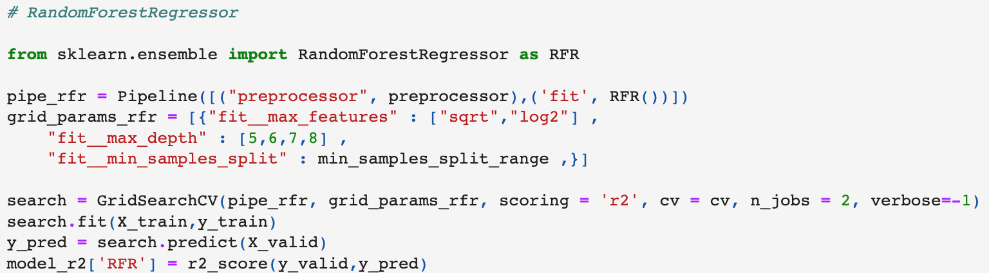 # RandomForestRegressor
from sklearn.ensemble import RandomForestRegressor as RFR
pipe_rfr = Pipeline([("preprocessor", preprocessor),('fit', RFR())])
grid_params_rfr = [{"fit__max_features" : ["sqrt","log2"] ,
    "fit__max_depth" : [5,6,7,8] ,
    "fit__min_samples_split" : min_samples_split_range ,}]
search = GridSearchCV(pipe_rfr, grid_params_rfr, scoring = 'r2', cv = cv, n_jobs = 2, verbose=-1)
search.fit(X_train,y_train)
y_pred = search.predict(X_valid)
model_r2['RFR'] = r2_score(y_valid,y_pred)